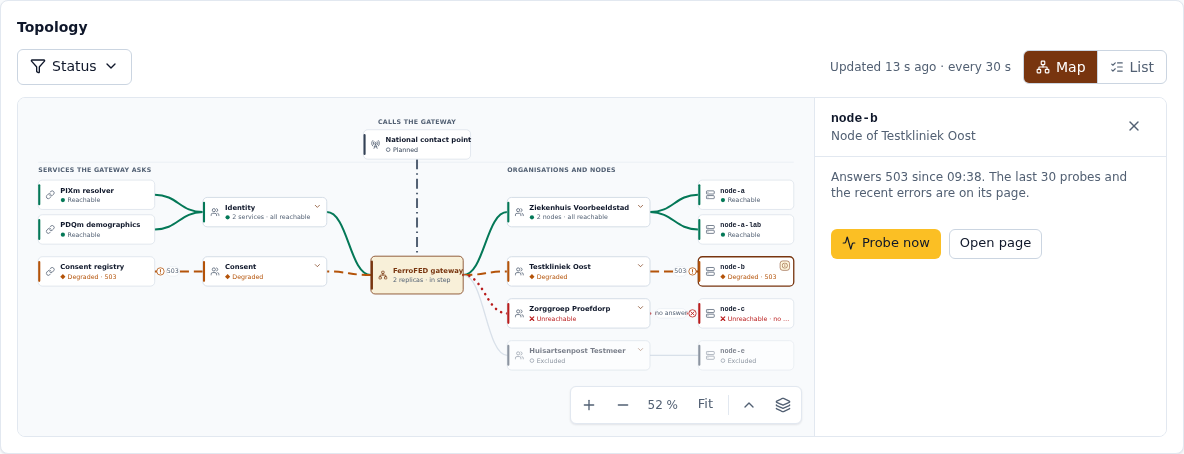 Topology
Status
Updated 13 s ago · every 30 s
Map
List
CALLS THE GATEWAY
National contact point
Planned
SERVICES THE GATEWAY ASKS
ORGANISATIONS AND NODES
PIXm resolver
Reachable
PDQm demographics
Reachable
Consent registry
Degraded · 503
503
Identity
2 services · all reachable
Consent
Degraded
FerroFED gateway
2 replicas · in step
Ziekenhuis Voorbeeldstad
2 nodes · all reachable
Testkliniek Oost
Degraded
Zorggroep Proefdorp
Unreachable
Huisartsenpost Testmeer
Excluded
503
no answer
node-a
Reachable
node-a-lab
Reachable
node-b
Degraded · 503
node-c
Unreachable · no ...
node-e
Excluded
52 %
Fit
node-b
Node of Testkliniek Oost
Answers 503 since 09:38. The last 30 probes and
the recent errors are on its page.
Probe now
Open page